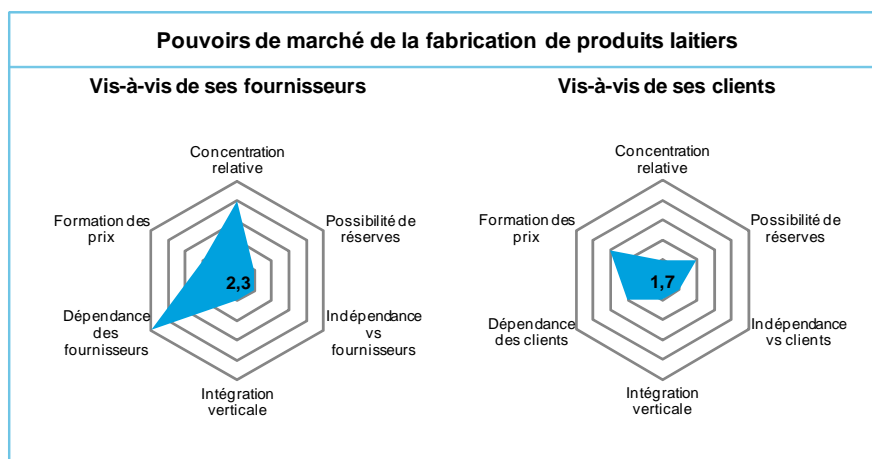 Pouvoirs de marché de la fabrication de produits laitiers
Vis-à-vis de ses fournisseurs
Concentration
relative
Formation des
prix
Possibilité de
réserves
2,3
Dépendance
des
fournisseurs
Indépendance
vs
fournisseurs
Intégration
verticale
Vis-à-vis de ses clients
Concentration
relative
Formation des
prix
Possibilité de
réserves
1,7
Dépendance
des clients
Indépendance
vs clients
Intégration
verticale